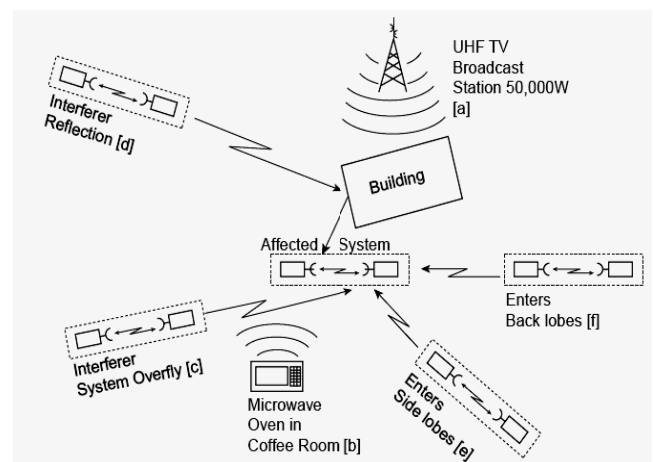 UHF TV
Broadcast
Station 50,000W
[a]
Interferer
Reflection [d]
Building
Affected System
Enters
Back lobes [f]
Interferer
System Overfly [c]
Enters
Side lobes [e]
Microwave
Oven in
Coffee Room [b]